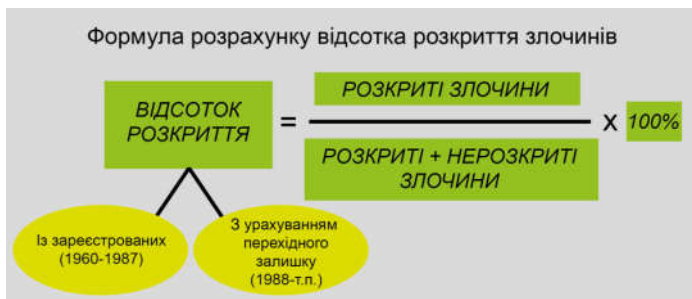 Формула розрахунку відсотка розкриття злочинів
ВІДСОТОК
РОЗКРИТТЯ
=
РОЗКРИТІ ЗЛОЧИНИ
РОЗКРИТІ + НЕРОЗКРИТІ
ЗЛОЧИНИ
x 100%
Із зареєстрованих
(1960-1987)
З урахуванням
перехідного
залишку
(1988-т.п.)